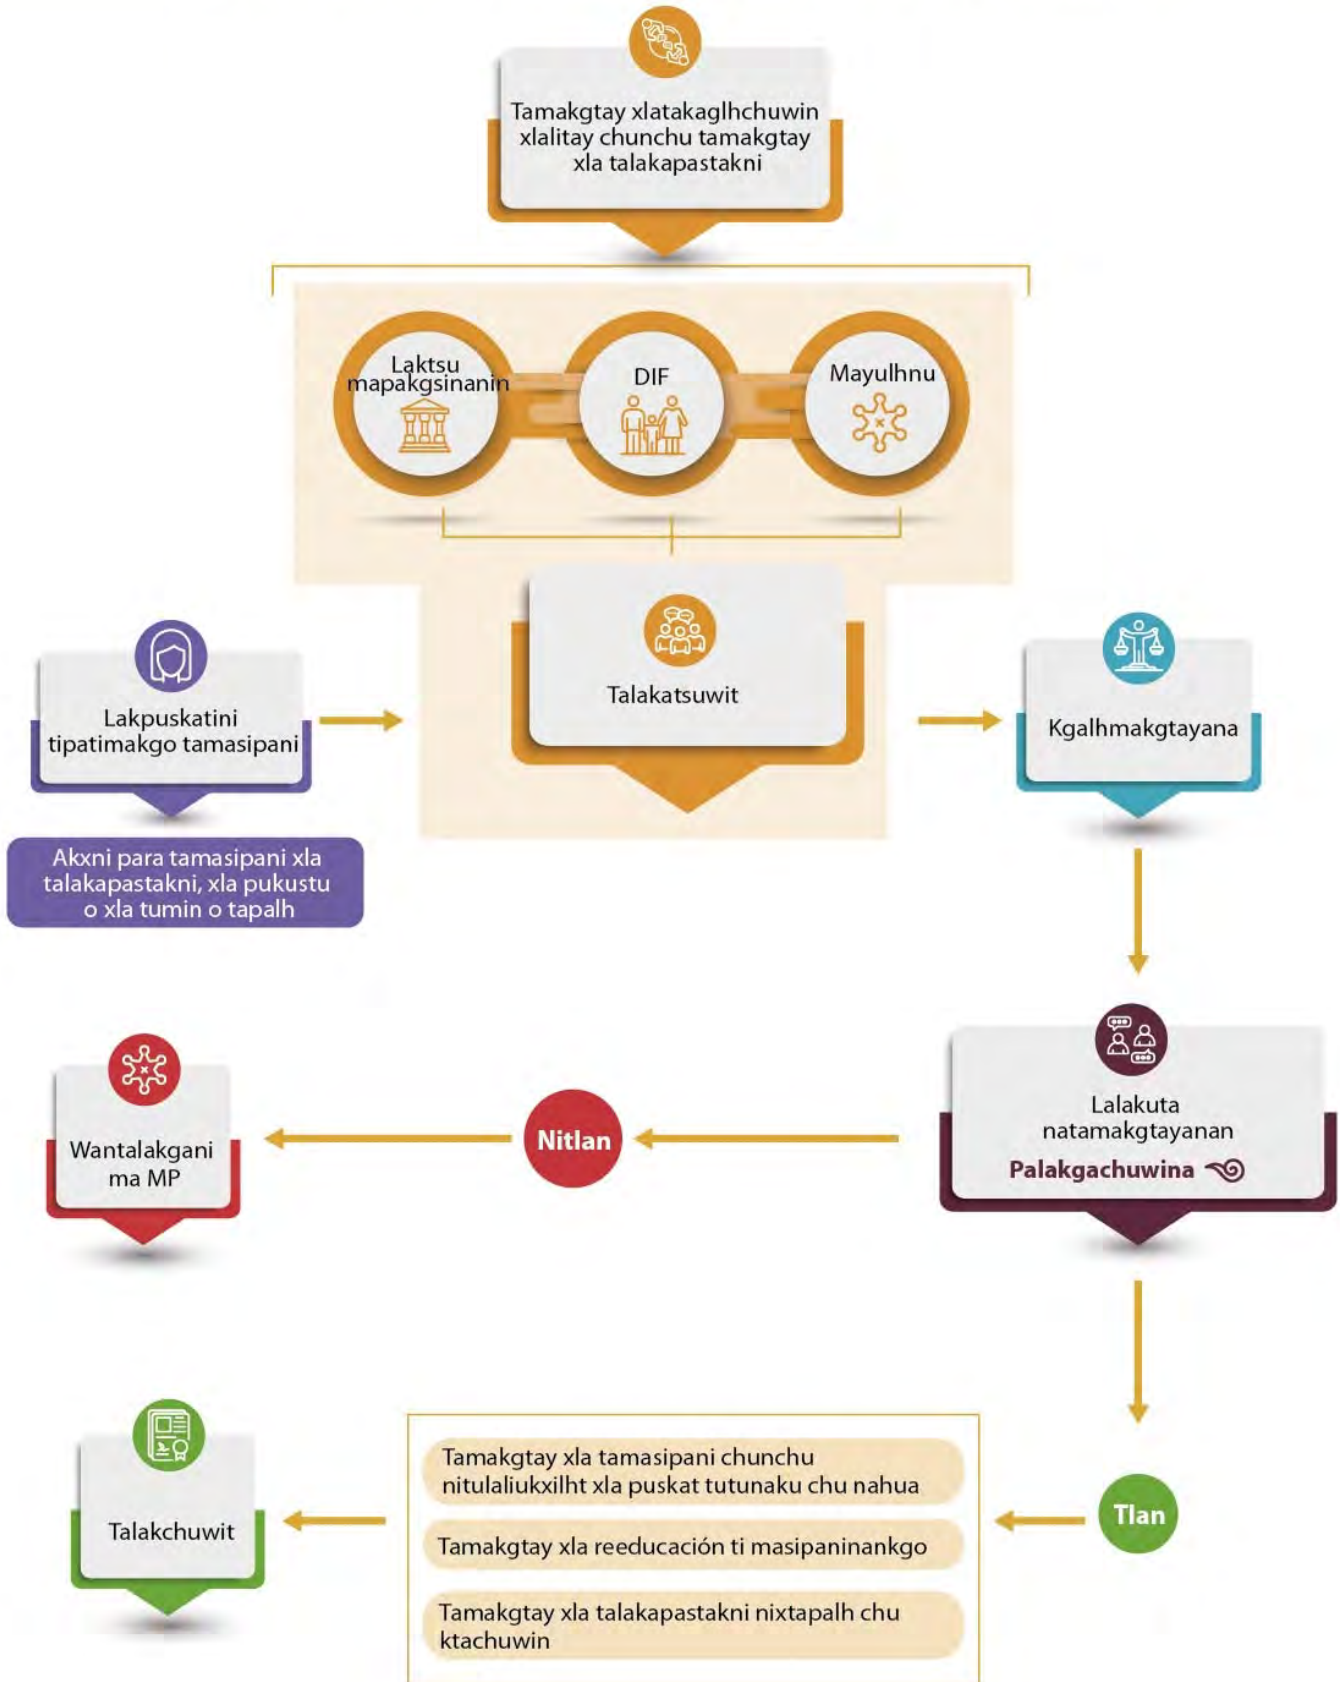 Tamakgtay xlatakaglhchuwin
xlalitay chunchu tamakgtay
xla talakapastakni
Laktsu
mapakgsinanin
DIF
Mayulhnu
Talakatsuwit
Lakpuskatini
tipatimakgo tamasipani
Akxni para tamasipani xla
talakapastakni, xla pukustu
o xla tumin o tapalh
Kgalhmakgtayana
Lalakuta
natamakgtayanan
Palakgachuwina
Nitlan
Wantalakgani
ma MP
Tlan
Tamakgtay xla tamasipani chunchu
nitulaliukxilht xla puskat tutunaku chu nahua
Tamakgtay xla reeducación ti masipaninankgo
Tamakgtay xla talakapastakni nixtapalh chu
ktachuwin
Talakchuwit